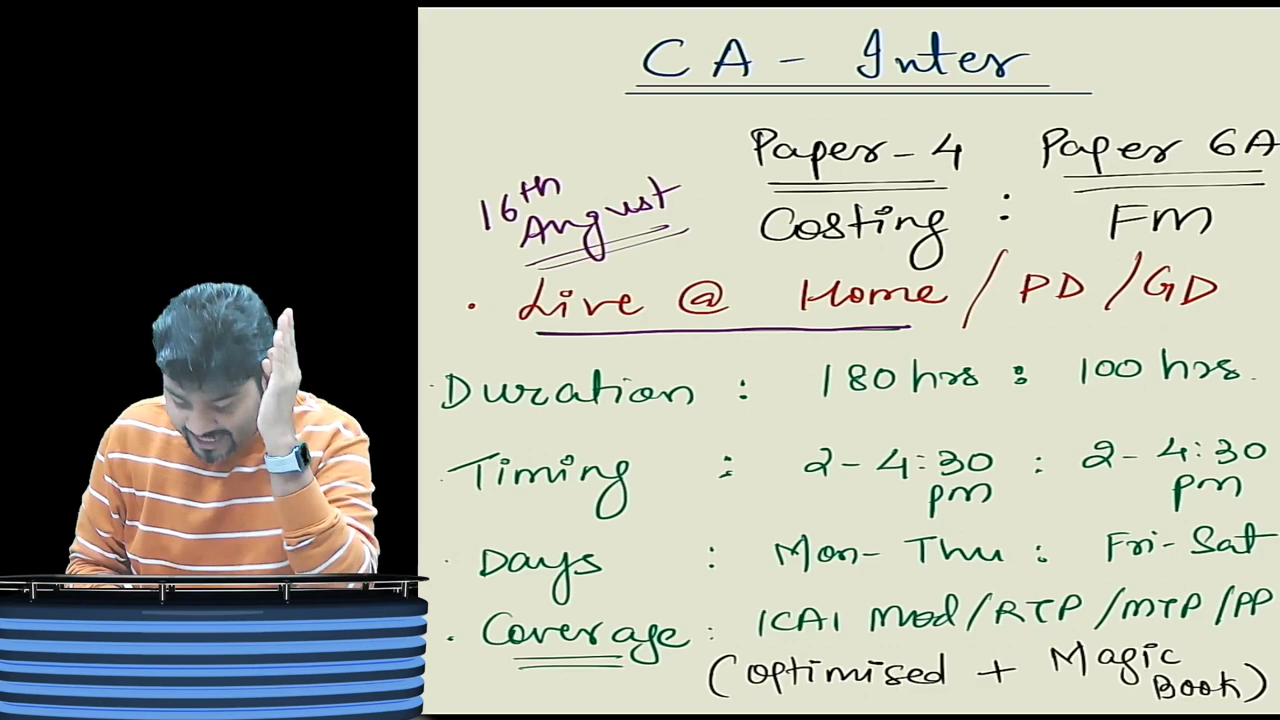 CA - Inter
Paper - 4 Paper 6A
16th August
Costing : FM
. Live @ Home / PD / GD
. Duration : 180 hrs : 100 hrs.
. Timing : 2 - 4:30 pm : 2 - 4:30 pm
. Days : Mon - Thu : Fri - Sat
. Coverage : ICAI Mod / RTP / MTP / PP
(Optimised + Magic Book)